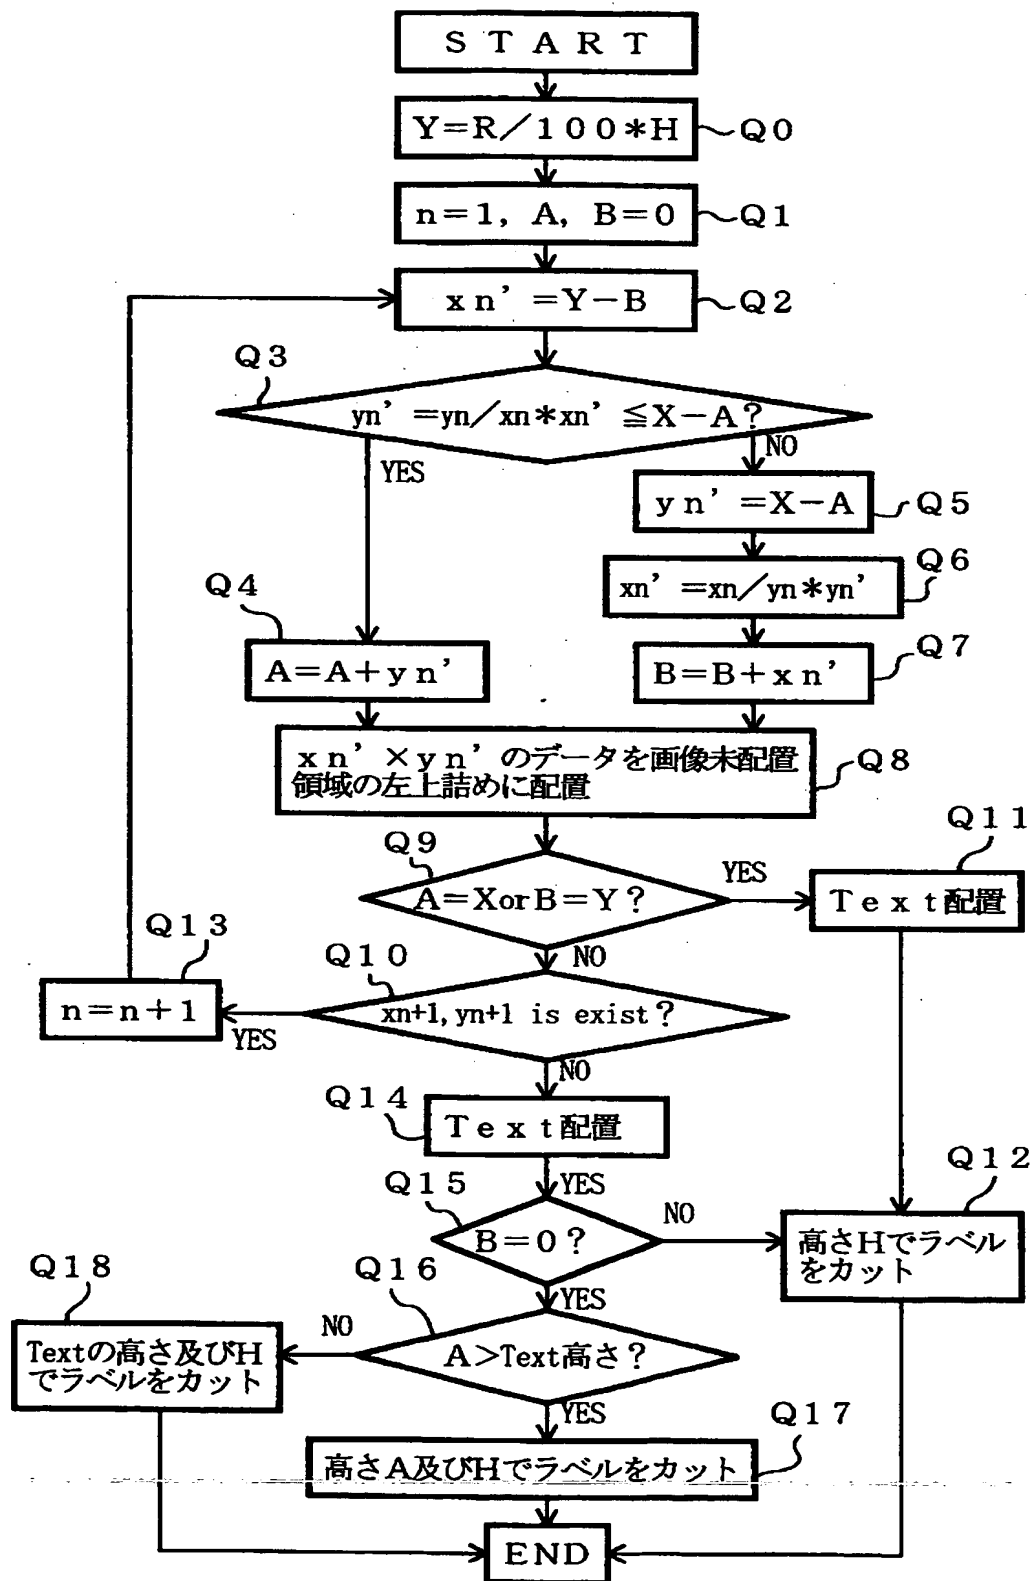 ＳＴＡＲＴ
Ｙ＝Ｒ／１００＊Ｈ
Ｑ０
ｎ＝１，Ａ，Ｂ＝０
Ｑ１
ｘｎ’＝Ｙ－Ｂ
Ｑ２
Ｑ３
yn’＝yn／xn＊xn’≦Ｘ－Ａ？
NO
YES
ｙｎ’＝Ｘ－Ａ
Ｑ５
Ｑ６
xn’＝xn／yn＊yn’
Ｑ４
Ａ＝Ａ＋ｙｎ’
Ｑ７
Ｂ＝Ｂ＋ｘｎ’
ｘｎ’×ｙｎ’のデータを画像未配置
領域の左上詰めに配置
Ｑ８
Ｑ９
Ａ＝ＸorＢ＝Ｙ？
YES
Ｑ１１
Ｔｅｘｔ配置
NO
Ｑ１３
ｎ＝ｎ＋１
Ｑ１０
xn+1,yn+1 is exist？
YES
NO
Ｑ１４
Ｔｅｘｔ配置
YES
Ｑ１５
Ｂ＝０？
NO
Ｑ１２
高さＨでラベル
をカット
YES
Ｑ１６
Ａ＞Text高さ？
NO
Ｑ１８
Textの高さ及びＨ
でラベルをカット
YES
Ｑ１７
高さＡ及びＨでラベルをカット
ＥＮＤ